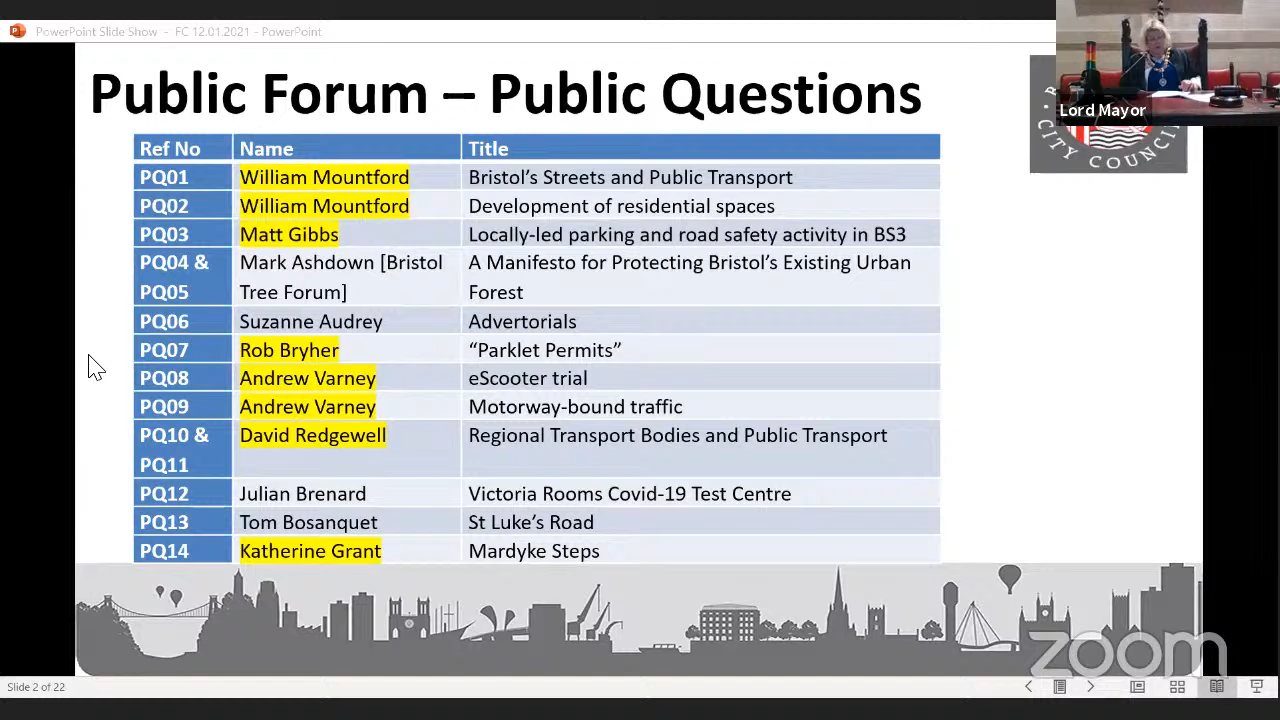 PowerPoint Slide Show - FC 12.01.2021 - PowerPoint
Lord Mayor
Public Forum – Public Questions
CITY COUNCIL
Ref No Name Title
PQ01 William Mountford Bristol's Streets and Public Transport
PQ02 William Mountford Development of residential spaces
PQ03 Matt Gibbs Locally-led parking and road safety activity in BS3
PQ04 & Mark Ashdown [Bristol A Manifesto for Protecting Bristol's Existing Urban
PQ05 Tree Forum] Forest
PQ06 Suzanne Audrey Advertorials
PQ07 Rob Bryher “Parklet Permits”
PQ08 Andrew Varney eScooter trial
PQ09 Andrew Varney Motorway-bound traffic
PQ10 & David Redgewell Regional Transport Bodies and Public Transport
PQ11
PQ12 Julian Brenard Victoria Rooms Covid-19 Test Centre
PQ13 Tom Bosanquet St Luke's Road
PQ14 Katherine Grant Mardyke Steps
zoom
Slide 2 of 22